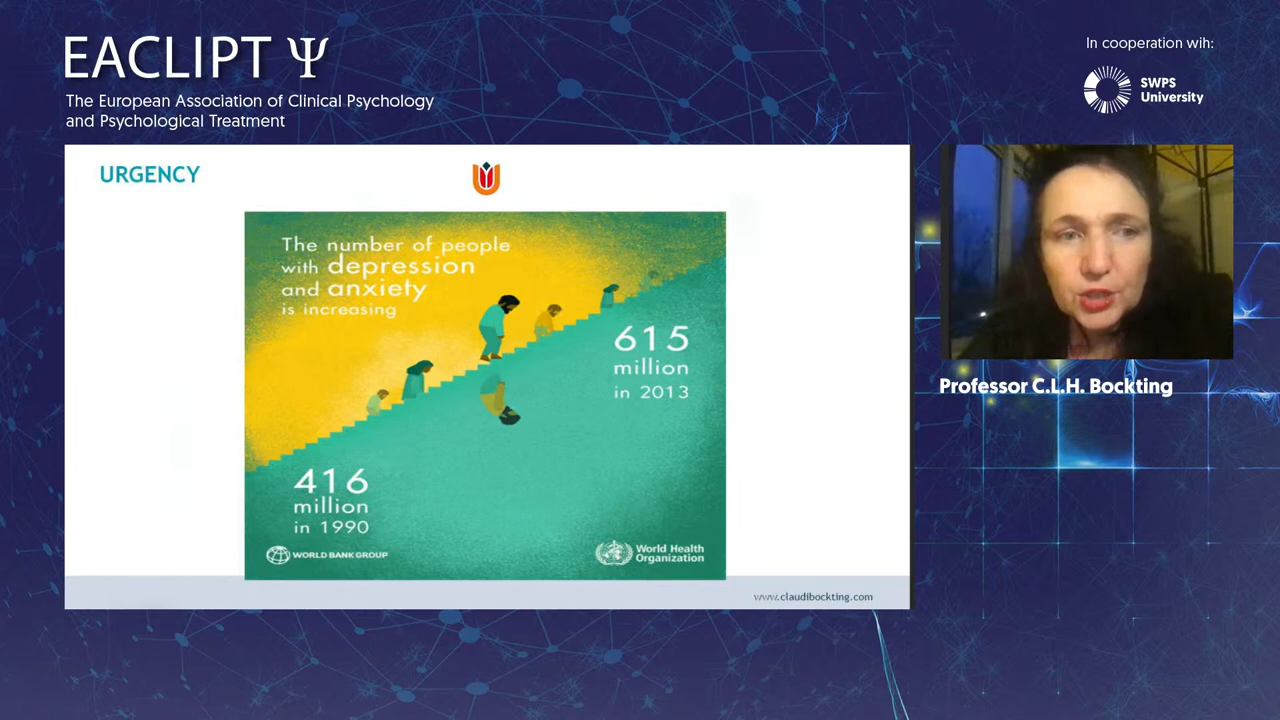 EACLIPT Ψ
The European Association of Clinical Psychology
and Psychological Treatment
In cooperation wih:
SWPS
University
URGENCY
The number of people
with depression
and anxiety
is increasing
615
million
in 2013
416
million
in 1990
WORLD BANK GROUP
World Health
Organization
www.claudibockting.com
Professor C.L.H. Bockting